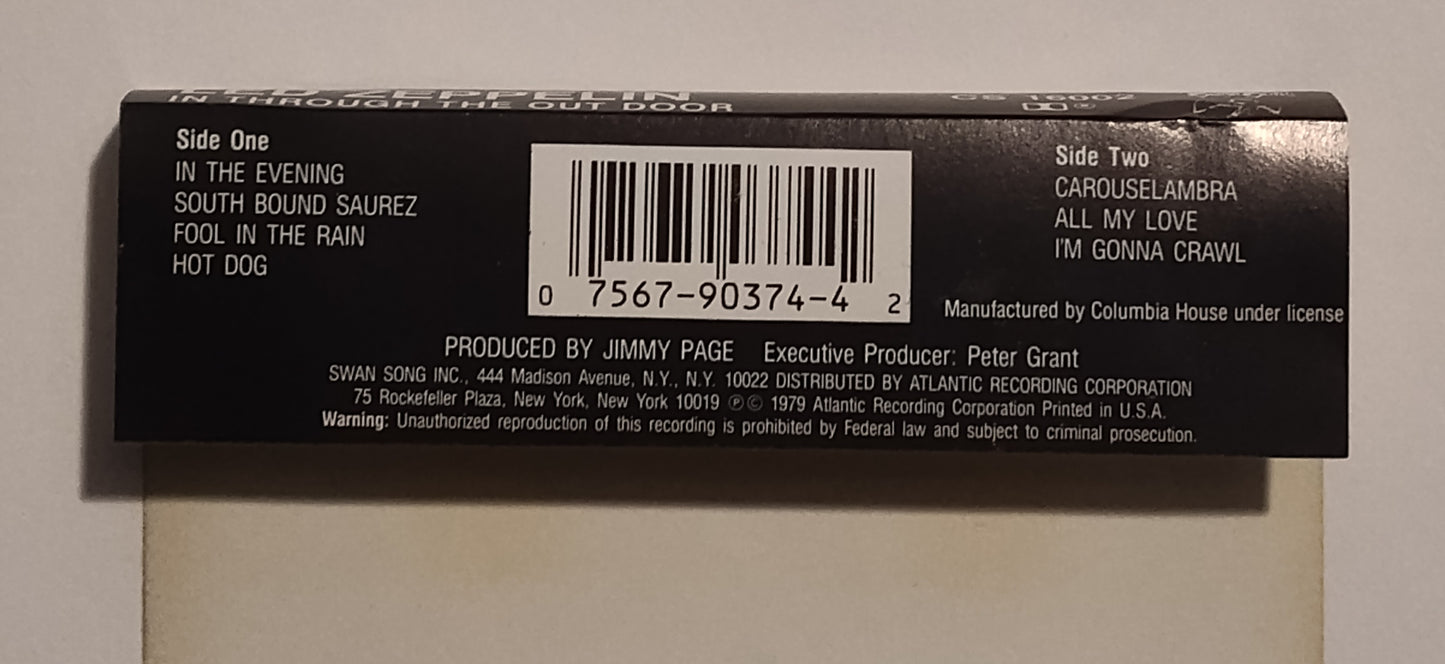 LED ZEPPELIN
IN THROUGH THE OUT DOOR
CS 16002
Side One
IN THE EVENING
SOUTH BOUND SAUREZ
FOOL IN THE RAIN
HOT DOG
0 7567-90374-4 2
Side Two
CAROUSELAMBRA
ALL MY LOVE
I'M GONNA CRAWL
Manufactured by Columbia House under license
PRODUCED BY JIMMY PAGE Executive Producer: Peter Grant
SWAN SONG INC., 444 Madison Avenue, N.Y., N.Y. 10022 DISTRIBUTED BY ATLANTIC RECORDING CORPORATION
75 Rockefeller Plaza, New York, New York 10019 ℗© 1979 Atlantic Recording Corporation Printed in U.S.A.
Warning: Unauthorized reproduction of this recording is prohibited by Federal law and subject to criminal prosecution.